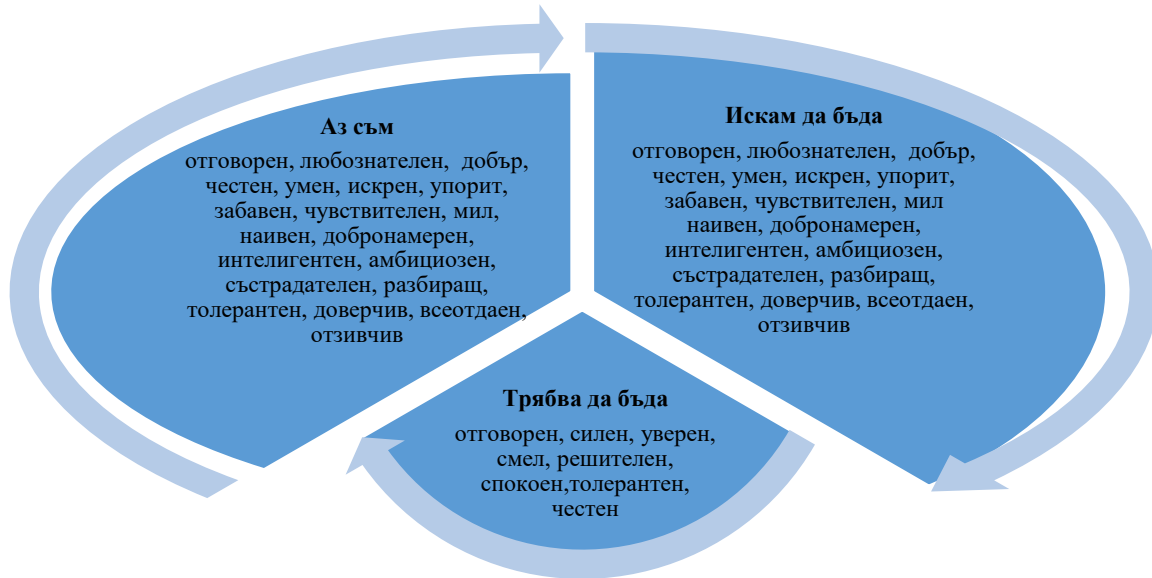 Аз съм
отговорен, любознателен, добър,
честен, умен, искрен, упорит,
забавен, чувствителен, мил,
наивен, добронамерен,
интелигентен, амбициозен,
състрадателен, разбиращ,
толерантен, доверчив, всеотдаен,
отзивчив
Искам да бъда
отговорен, любознателен, добър,
честен, умен, искрен, упорит,
забавен, чувствителен, мил
наивен, добронамерен,
интелигентен, амбициозен,
състрадателен, разбиращ,
толерантен, доверчив, всеотдаен,
отзивчив
Трябва да бъда
отговорен, силен, уверен,
смел, решителен,
спокоен,толерантен,
честен